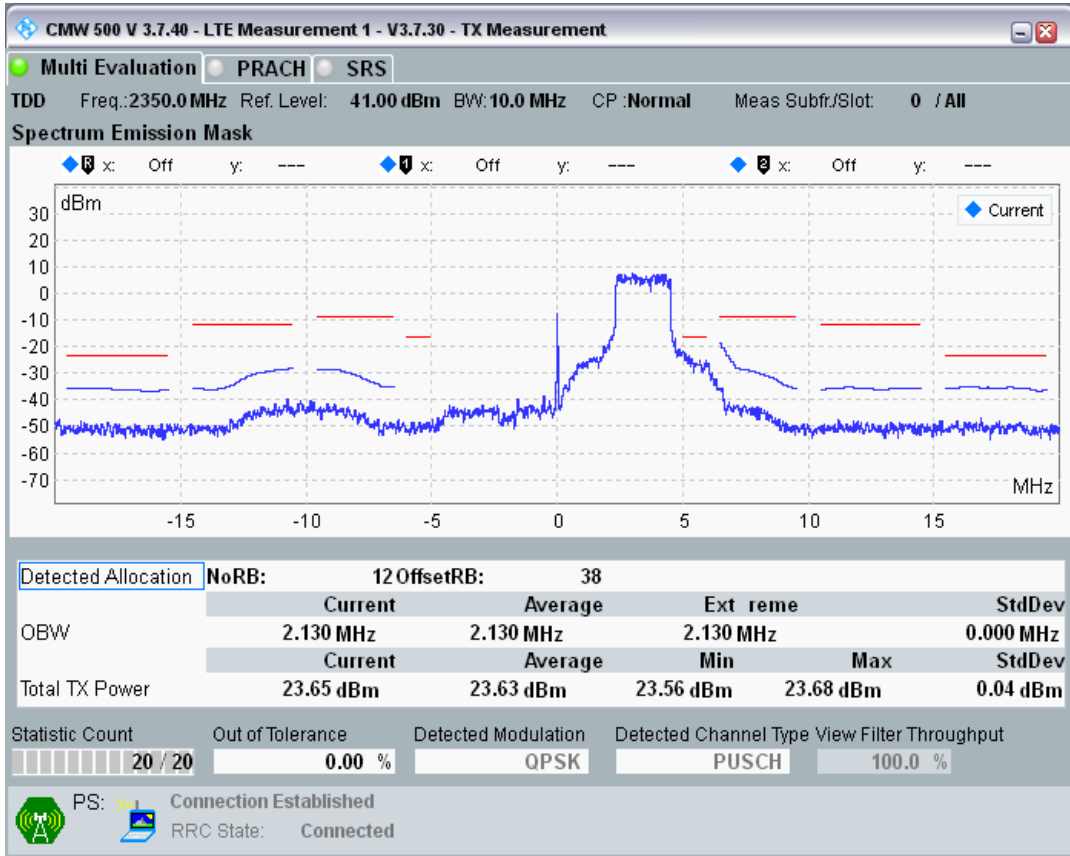 CMW 500 V 3.7.40 - LTE Measurement 1 - V3.7.30 - TX Measurement
Multi Evaluation PRACH SRS
TDD Freq.:2350.0 MHz Ref. Level: 41.00 dBm BW: 10.0 MHz CP :Normal Meas Subfr./Slot: 0 / All
Spectrum Emission Mask
R x: Off y: --- 1 x: Off y: --- 2 x: Off y: ---
dBm
Current
30
20
10
0
-10
-20
-30
-40
-50
-60
-70
MHz
-15 -10 -5 0 5 10 15
Detected Allocation NoRB: 12 OffsetRB: 38
Current Average Ext reme StdDev
OBW 2.130 MHz 2.130 MHz 2.130 MHz 0.000 MHz
Current Average Min Max StdDev
Total TX Power 23.65 dBm 23.63 dBm 23.56 dBm 23.68 dBm 0.04 dBm
Statistic Count Out of Tolerance Detected Modulation Detected Channel Type View Filter Throughput
20 / 20 0.00 % QPSK PUSCH 100.0 %
PS: Connection Established
RRC State: Connected